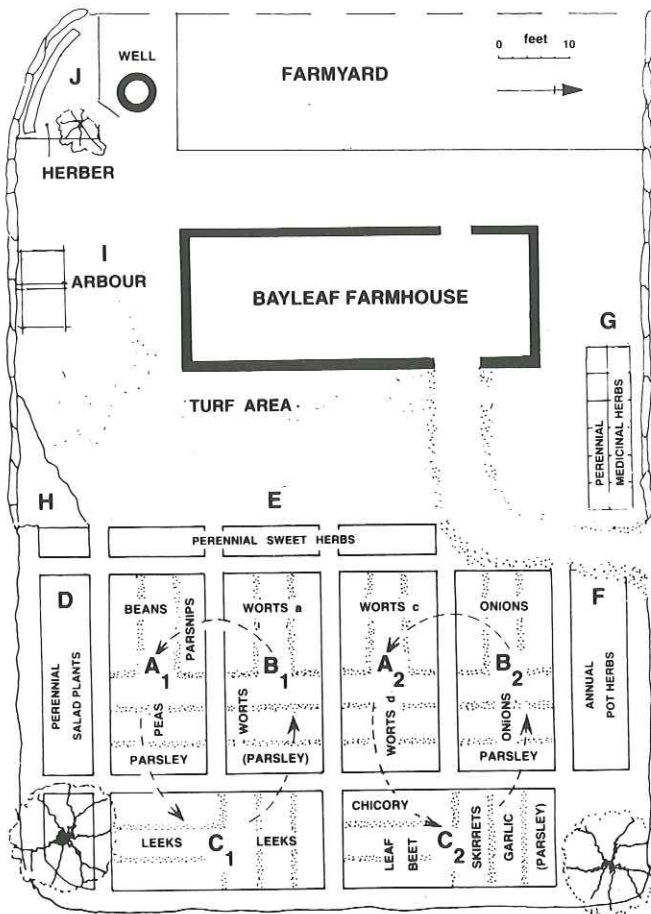 0 feet 10
J
WELL
FARMYARD
HERBER
I
ARBOUR
BAYLEAF FARMHOUSE
G
PERENNIAL
MEDICINAL HERBS
TURF AREA
H
E
PERENNIAL SWEET HERBS
D
PERENNIAL
SALAD PLANTS
BEANS
PARSNIPS
A1
PEAS
PARSLEY
WORTS a
B1
WORTS
(PARSLEY)
WORTS c
A2
WORTS d
ONIONS
B2
ONIONS
PARSLEY
F
ANNUAL
POT HERBS
LEEKS
C1
LEEKS
CHICORY
LEAF
BEET
C2
SKIRRETS
GARLIC
(PARSLEY)